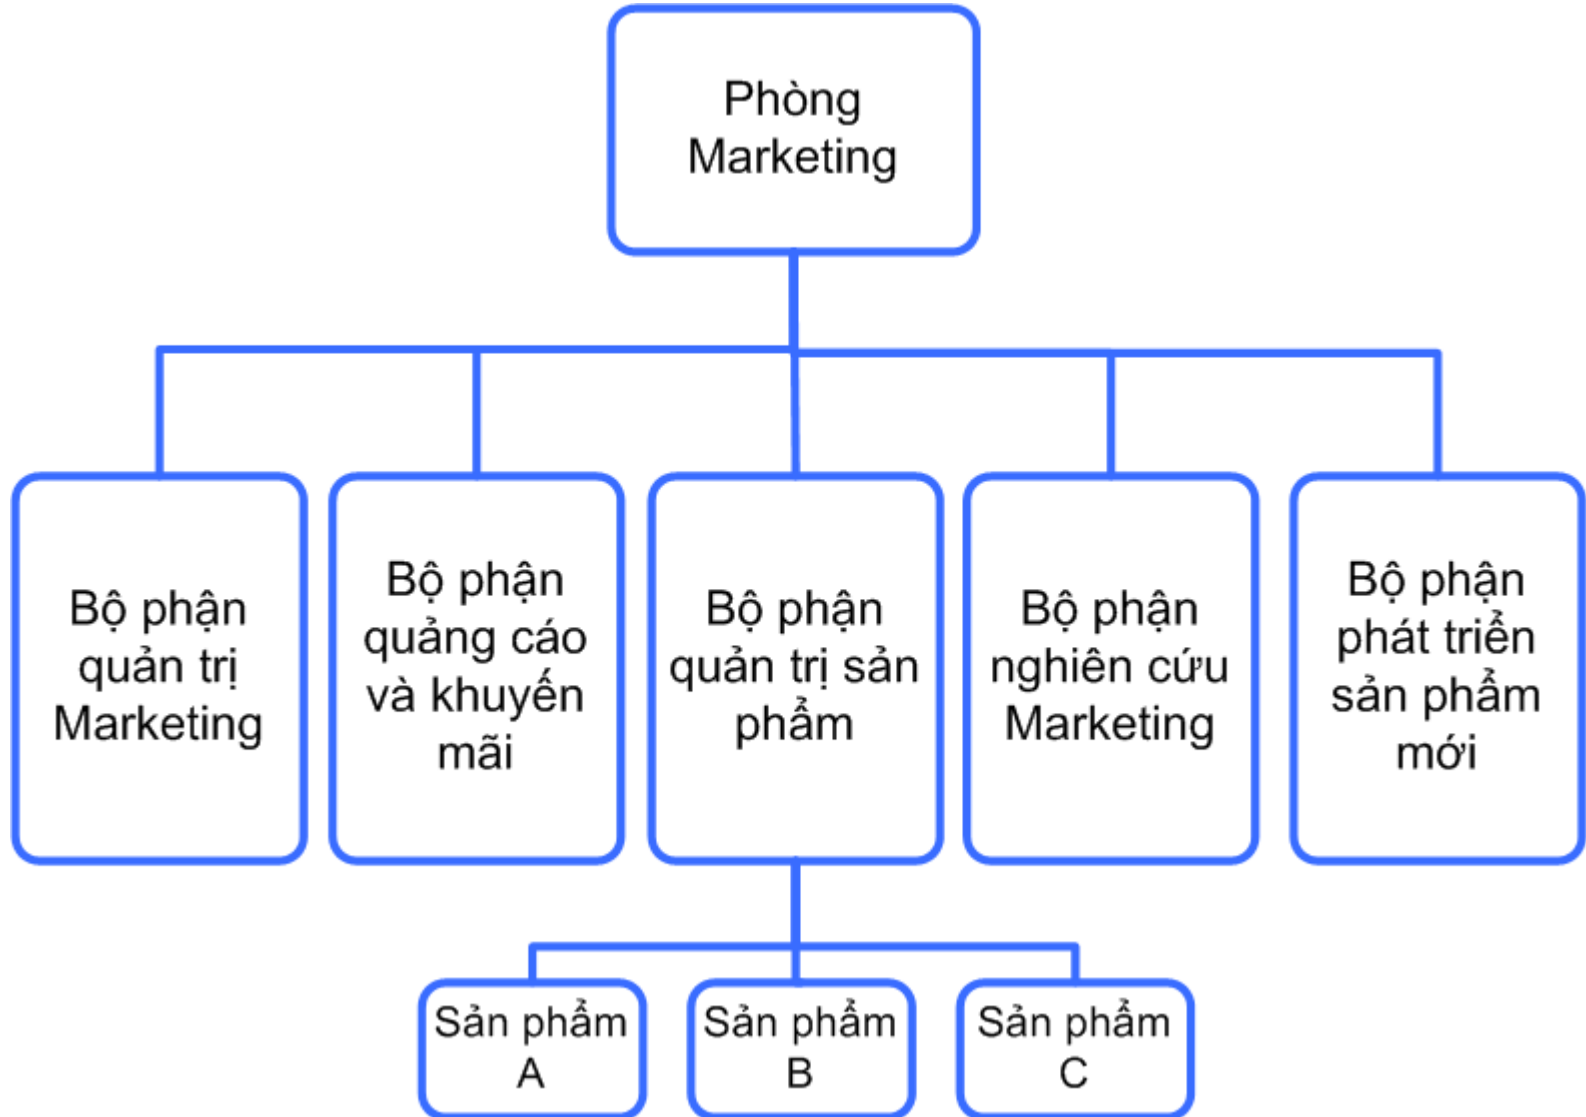 Phòng
Marketing
Bộ phận
quản trị
Marketing
Bộ phận
quảng cáo
và khuyến
mãi
Bộ phận
quản trị sản
phẩm
Bộ phận
nghiên cứu
Marketing
Bộ phận
phát triển
sản phẩm
mới
Sản phẩm
A
Sản phẩm
B
Sản phẩm
C